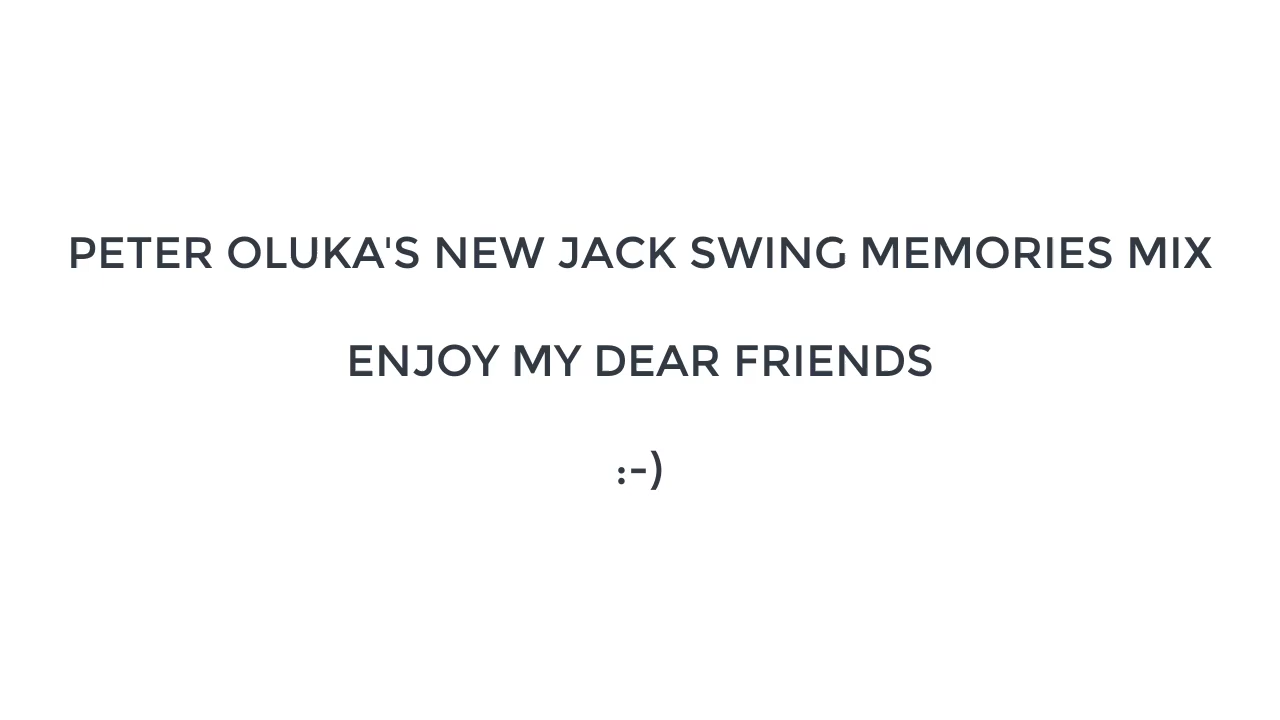 PETER OLUKA'S NEW JACK SWING MEMORIES MIX
ENJOY MY DEAR FRIENDS
:-)